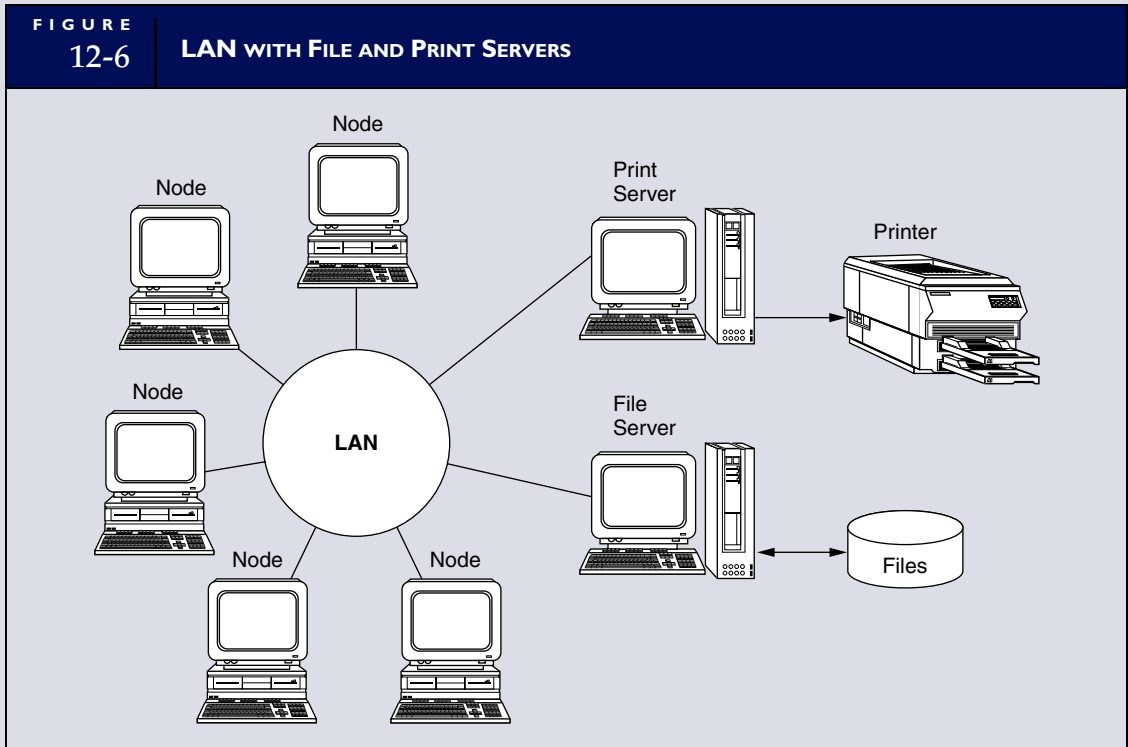 FIGURE
12-6
LAN WITH FILE AND PRINT SERVERS
Node
Node
Print
Server
Printer
Node
LAN
File
Server
Node
Node
Files